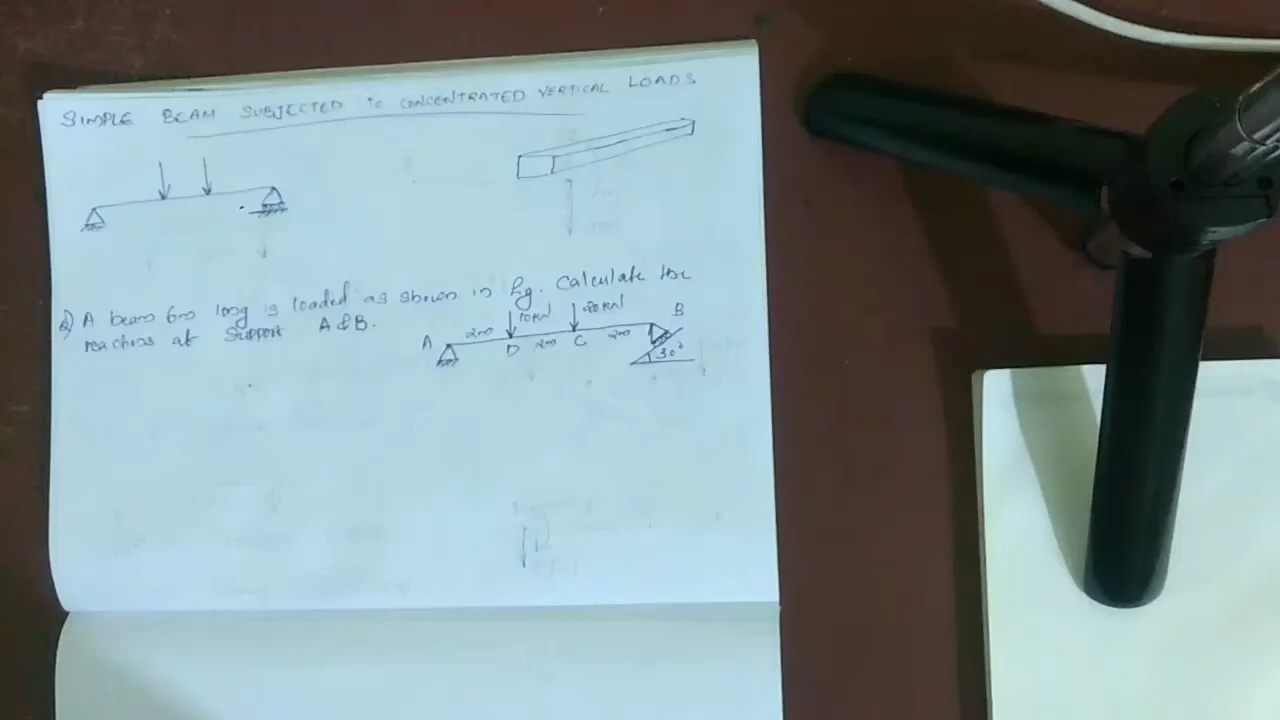 SIMPLE BEAM SUBJECTED to CONCENTRATED VERTICAL LOADS
Q) A beam 6m long is loaded as shown in fig. Calculate the
reactions at Support A & B.
10KN 20KN
A 2m D 2m C 2m B
30°